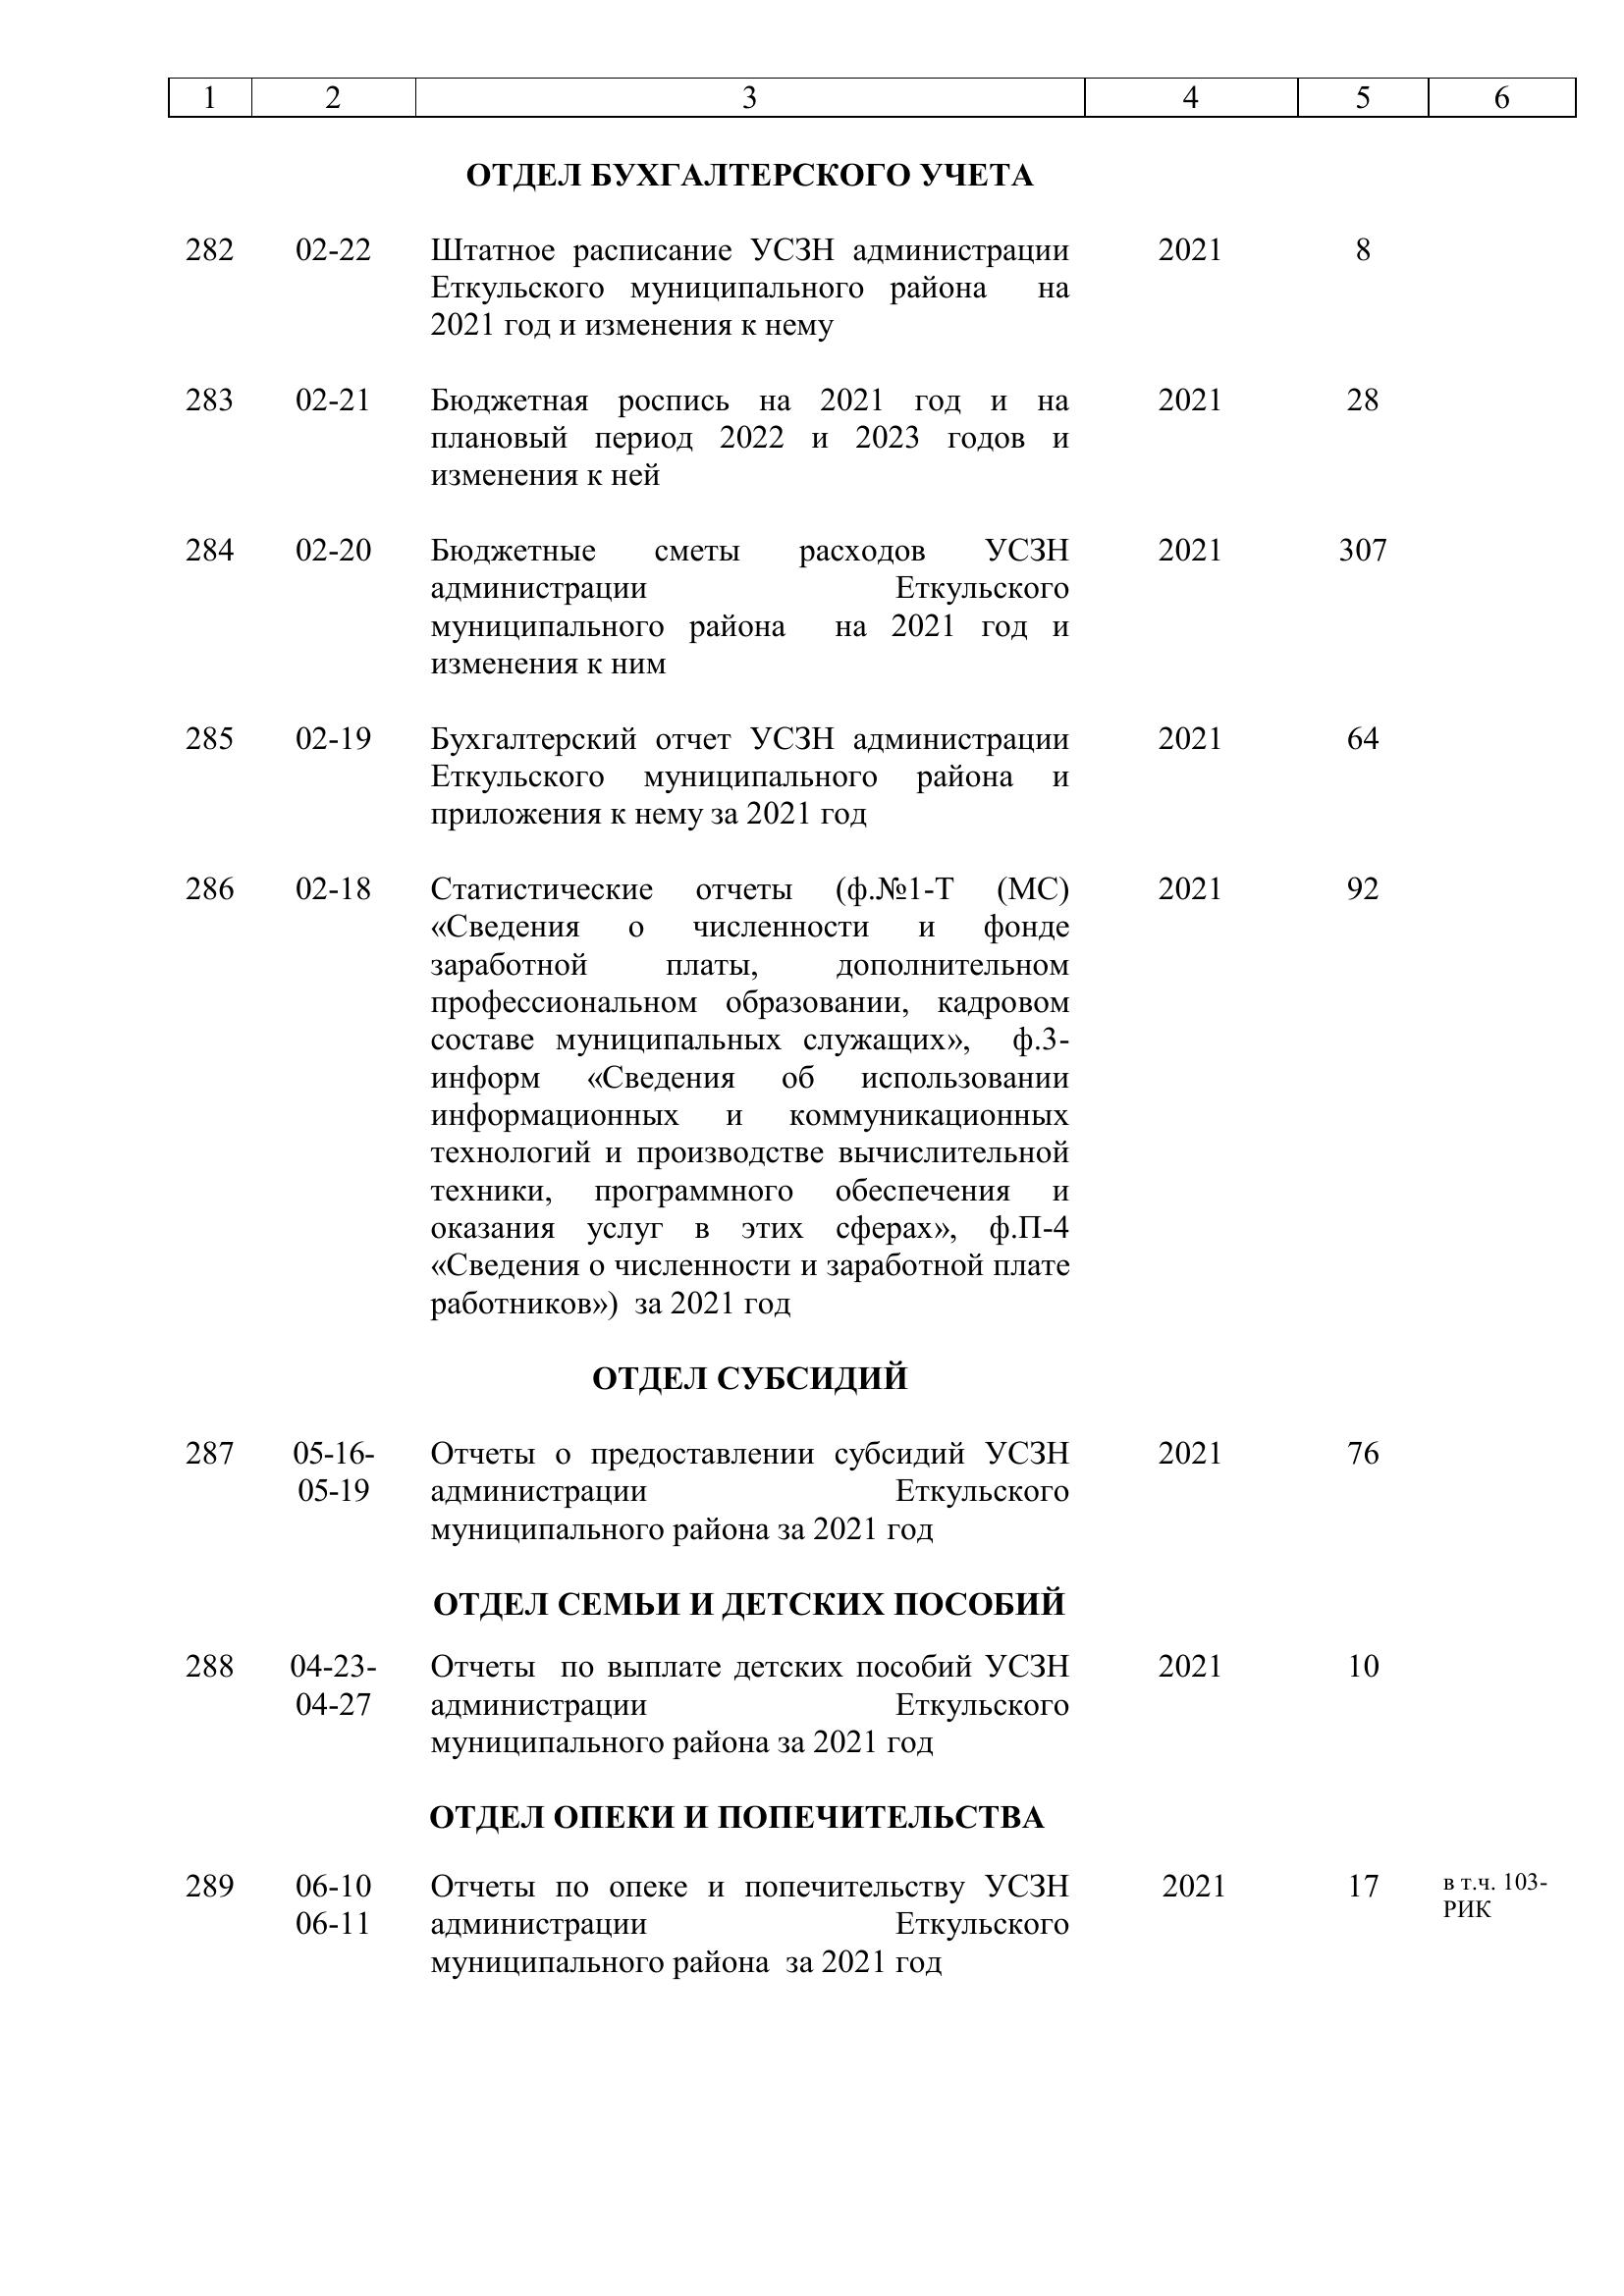 1 2 3 4 5 6
ОТДЕЛ БУХГАЛТЕРСКОГО УЧЕТА
282 02-22 Штатное расписание УСЗН администрации 2021 8
Еткульского муниципального района на
2021 год и изменения к нему
283 02-21 Бюджетная роспись на 2021 год и на 2021 28
плановый период 2022 и 2023 годов и
изменения к ней
284 02-20 Бюджетные сметы расходов УСЗН 2021 307
администрации Еткульского
муниципального района на 2021 год и
изменения к ним
285 02-19 Бухгалтерский отчет УСЗН администрации 2021 64
Еткульского муниципального района и
приложения к нему за 2021 год
286 02-18 Статистические отчеты (ф.№1-Т (МС) 2021 92
«Сведения о численности и фонде
заработной платы, дополнительном
профессиональном образовании, кадровом
составе муниципальных служащих», ф.3-
информ «Сведения об использовании
информационных и коммуникационных
технологий и производстве вычислительной
техники, программного обеспечения и
оказания услуг в этих сферах», ф.П-4
«Сведения о численности и заработной плате
работников») за 2021 год
ОТДЕЛ СУБСИДИЙ
287 05-16- Отчеты о предоставлении субсидий УСЗН 2021 76
05-19 администрации Еткульского
муниципального района за 2021 год
ОТДЕЛ СЕМЬИ И ДЕТСКИХ ПОСОБИЙ
288 04-23- Отчеты по выплате детских пособий УСЗН 2021 10
04-27 администрации Еткульского
муниципального района за 2021 год
ОТДЕЛ ОПЕКИ И ПОПЕЧИТЕЛЬСТВА
289 06-10 Отчеты по опеке и попечительству УСЗН 2021 17 в т.ч. 103-
06-11 администрации Еткульского РИК
муниципального района за 2021 год